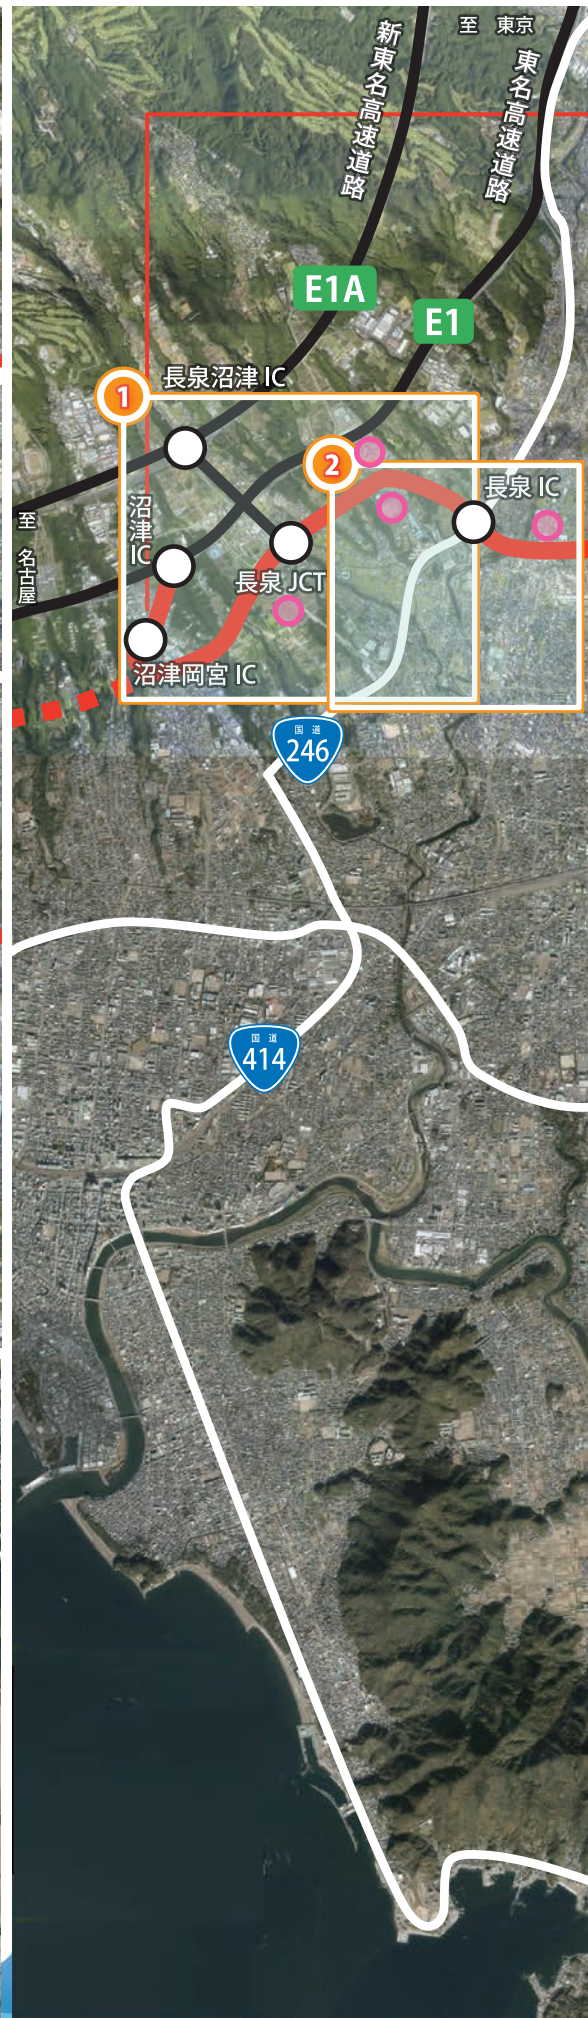 至 東京
新東名高速道路
東名高速道路
E1A
E1
1
長泉沼津 IC
2
長泉 IC
至 名古屋
沼津IC
長泉 JCT
沼津岡宮 IC
国道
246
国道
414